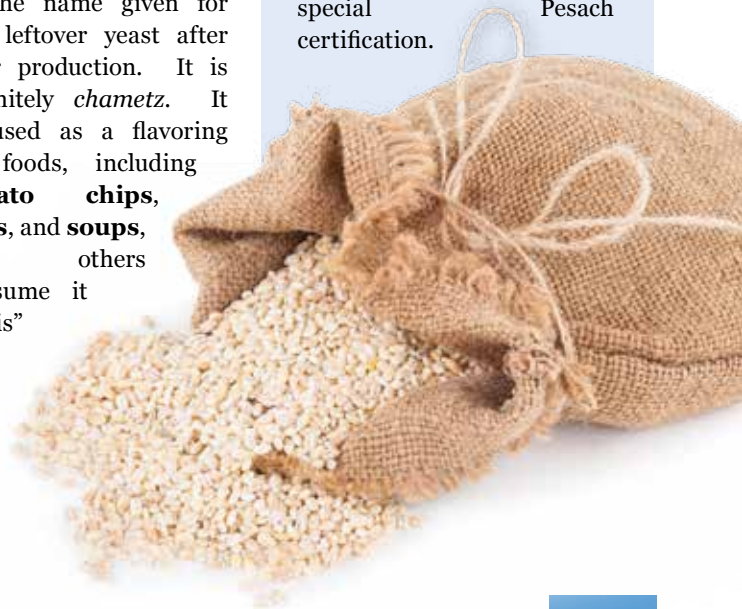 he name given for
leftover yeast after
r production. It is
nitely chametz. It
used as a flavoring
foods, including
ato chips,
s, and soups,
others
sume it
is”
special Pesach
certification.